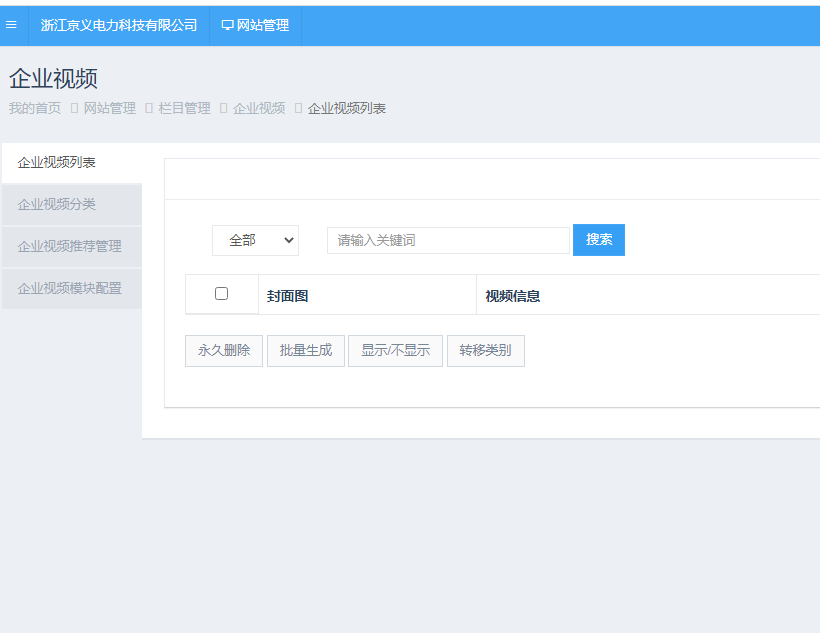 浙江京义电力科技有限公司 网站管理
企业视频
我的首页 网站管理 栏目管理 企业视频 企业视频列表
企业视频列表
企业视频分类
企业视频推荐管理
企业视频模块配置
全部 请输入关键词 搜索
封面图 视频信息
永久删除 批量生成 显示/不显示 转移类别